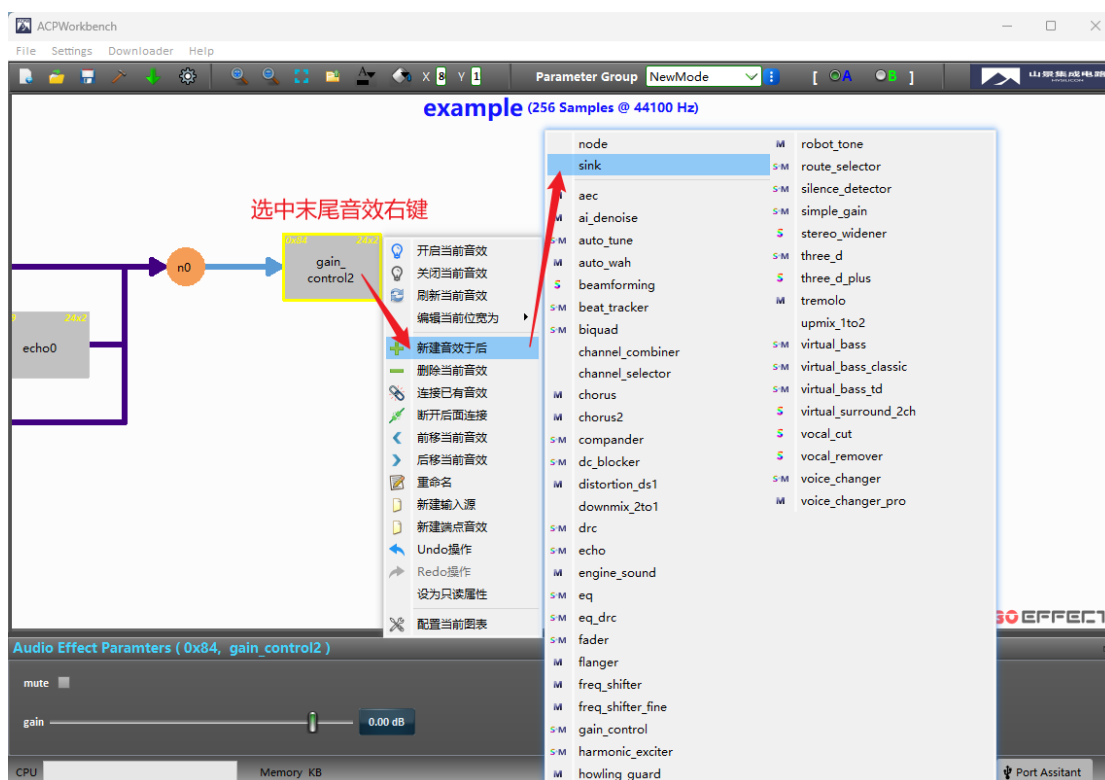 ACPWorkbench
File Settings Downloader Help
X 8 Y 1 Parameter Group NewMode [ A B ] 山景集成电路
example (256 Samples @ 44100 Hz)
选中末尾音效右键
0x84 24x2
gain_
control2
n0
24x2
echo0
开启当前音效
关闭当前音效
刷新当前音效
编辑当前位宽为
新建音效于后
删除当前音效
连接已有音效
断开后面连接
前移当前音效
后移当前音效
重命名
新建输入源
新建端点音效
Undo操作
Redo操作
设为只读属性
配置当前图表
node
sink
M aec
M ai_denoise
S·M auto_tune
M auto_wah
S beamforming
S·M beat_tracker
S·M biquad
channel_combiner
channel_selector
M chorus
M chorus2
S·M compander
S·M dc_blocker
M distortion_ds1
downmix_2to1
S·M drc
S·M echo
M engine_sound
S·M eq
S·M eq_drc
S·M fader
M flanger
M freq_shifter
M freq_shifter_fine
S·M gain_control
S·M harmonic_exciter
M howling_guard
M robot_tone
S·M route_selector
S·M silence_detector
S·M simple_gain
S stereo_widener
S·M three_d
S three_d_plus
M tremolo
upmix_1to2
S·M virtual_bass
S·M virtual_bass_classic
S·M virtual_bass_td
S virtual_surround_2ch
S vocal_cut
S vocal_remover
S·M voice_changer
M voice_changer_pro
EFFECT
Audio Effect Paramters ( 0x84, gain_control2 )
mute
gain 0.00 dB
CPU Memory KB Port Assitant